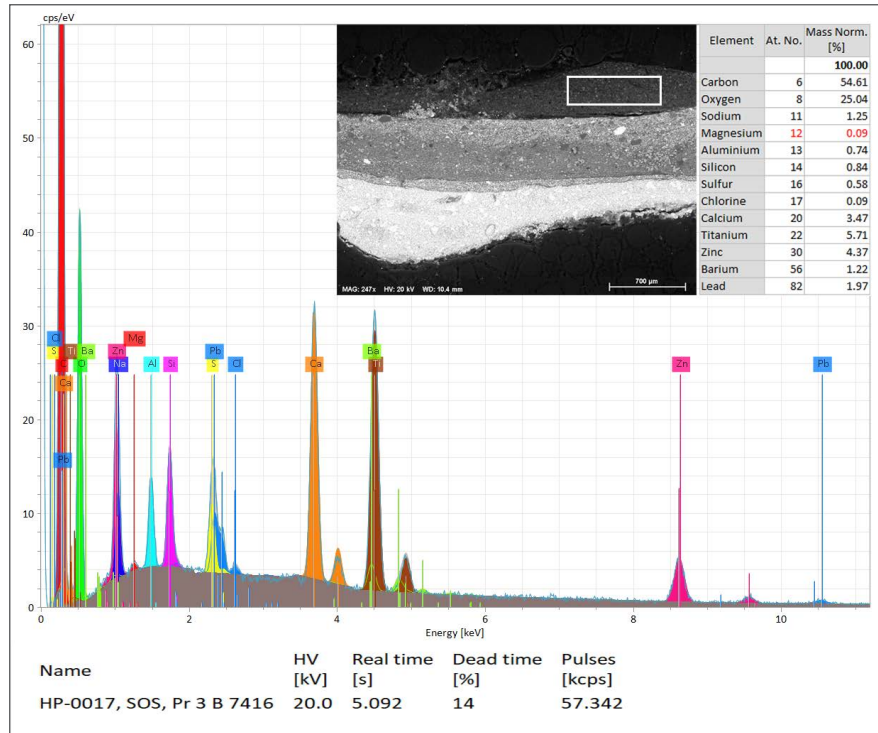 cps/eV
60
50
40
30
20
10
0
Cl
S
Ti
Ba
C
O
Ca
Pb
Mg
Zn
Na
Al
Si
Pb
S
Cl
Ca
Ba
Ti
Zn
Pb
0 2 4 6 8 10
Energy [keV]
MAG: 247x HV: 20 kV WD: 10.4 mm
700 µm
Element At. No. Mass Norm. [%]
100.00
Carbon 6 54.61
Oxygen 8 25.04
Sodium 11 1.25
Magnesium 12 0.09
Aluminium 13 0.74
Silicon 14 0.84
Sulfur 16 0.58
Chlorine 17 0.09
Calcium 20 3.47
Titanium 22 5.71
Zinc 30 4.37
Barium 56 1.22
Lead 82 1.97
Name HV [kV] Real time [s] Dead time [%] Pulses [kcps]
HP-0017, SOS, Pr 3 B 7416 20.0 5.092 14 57.342